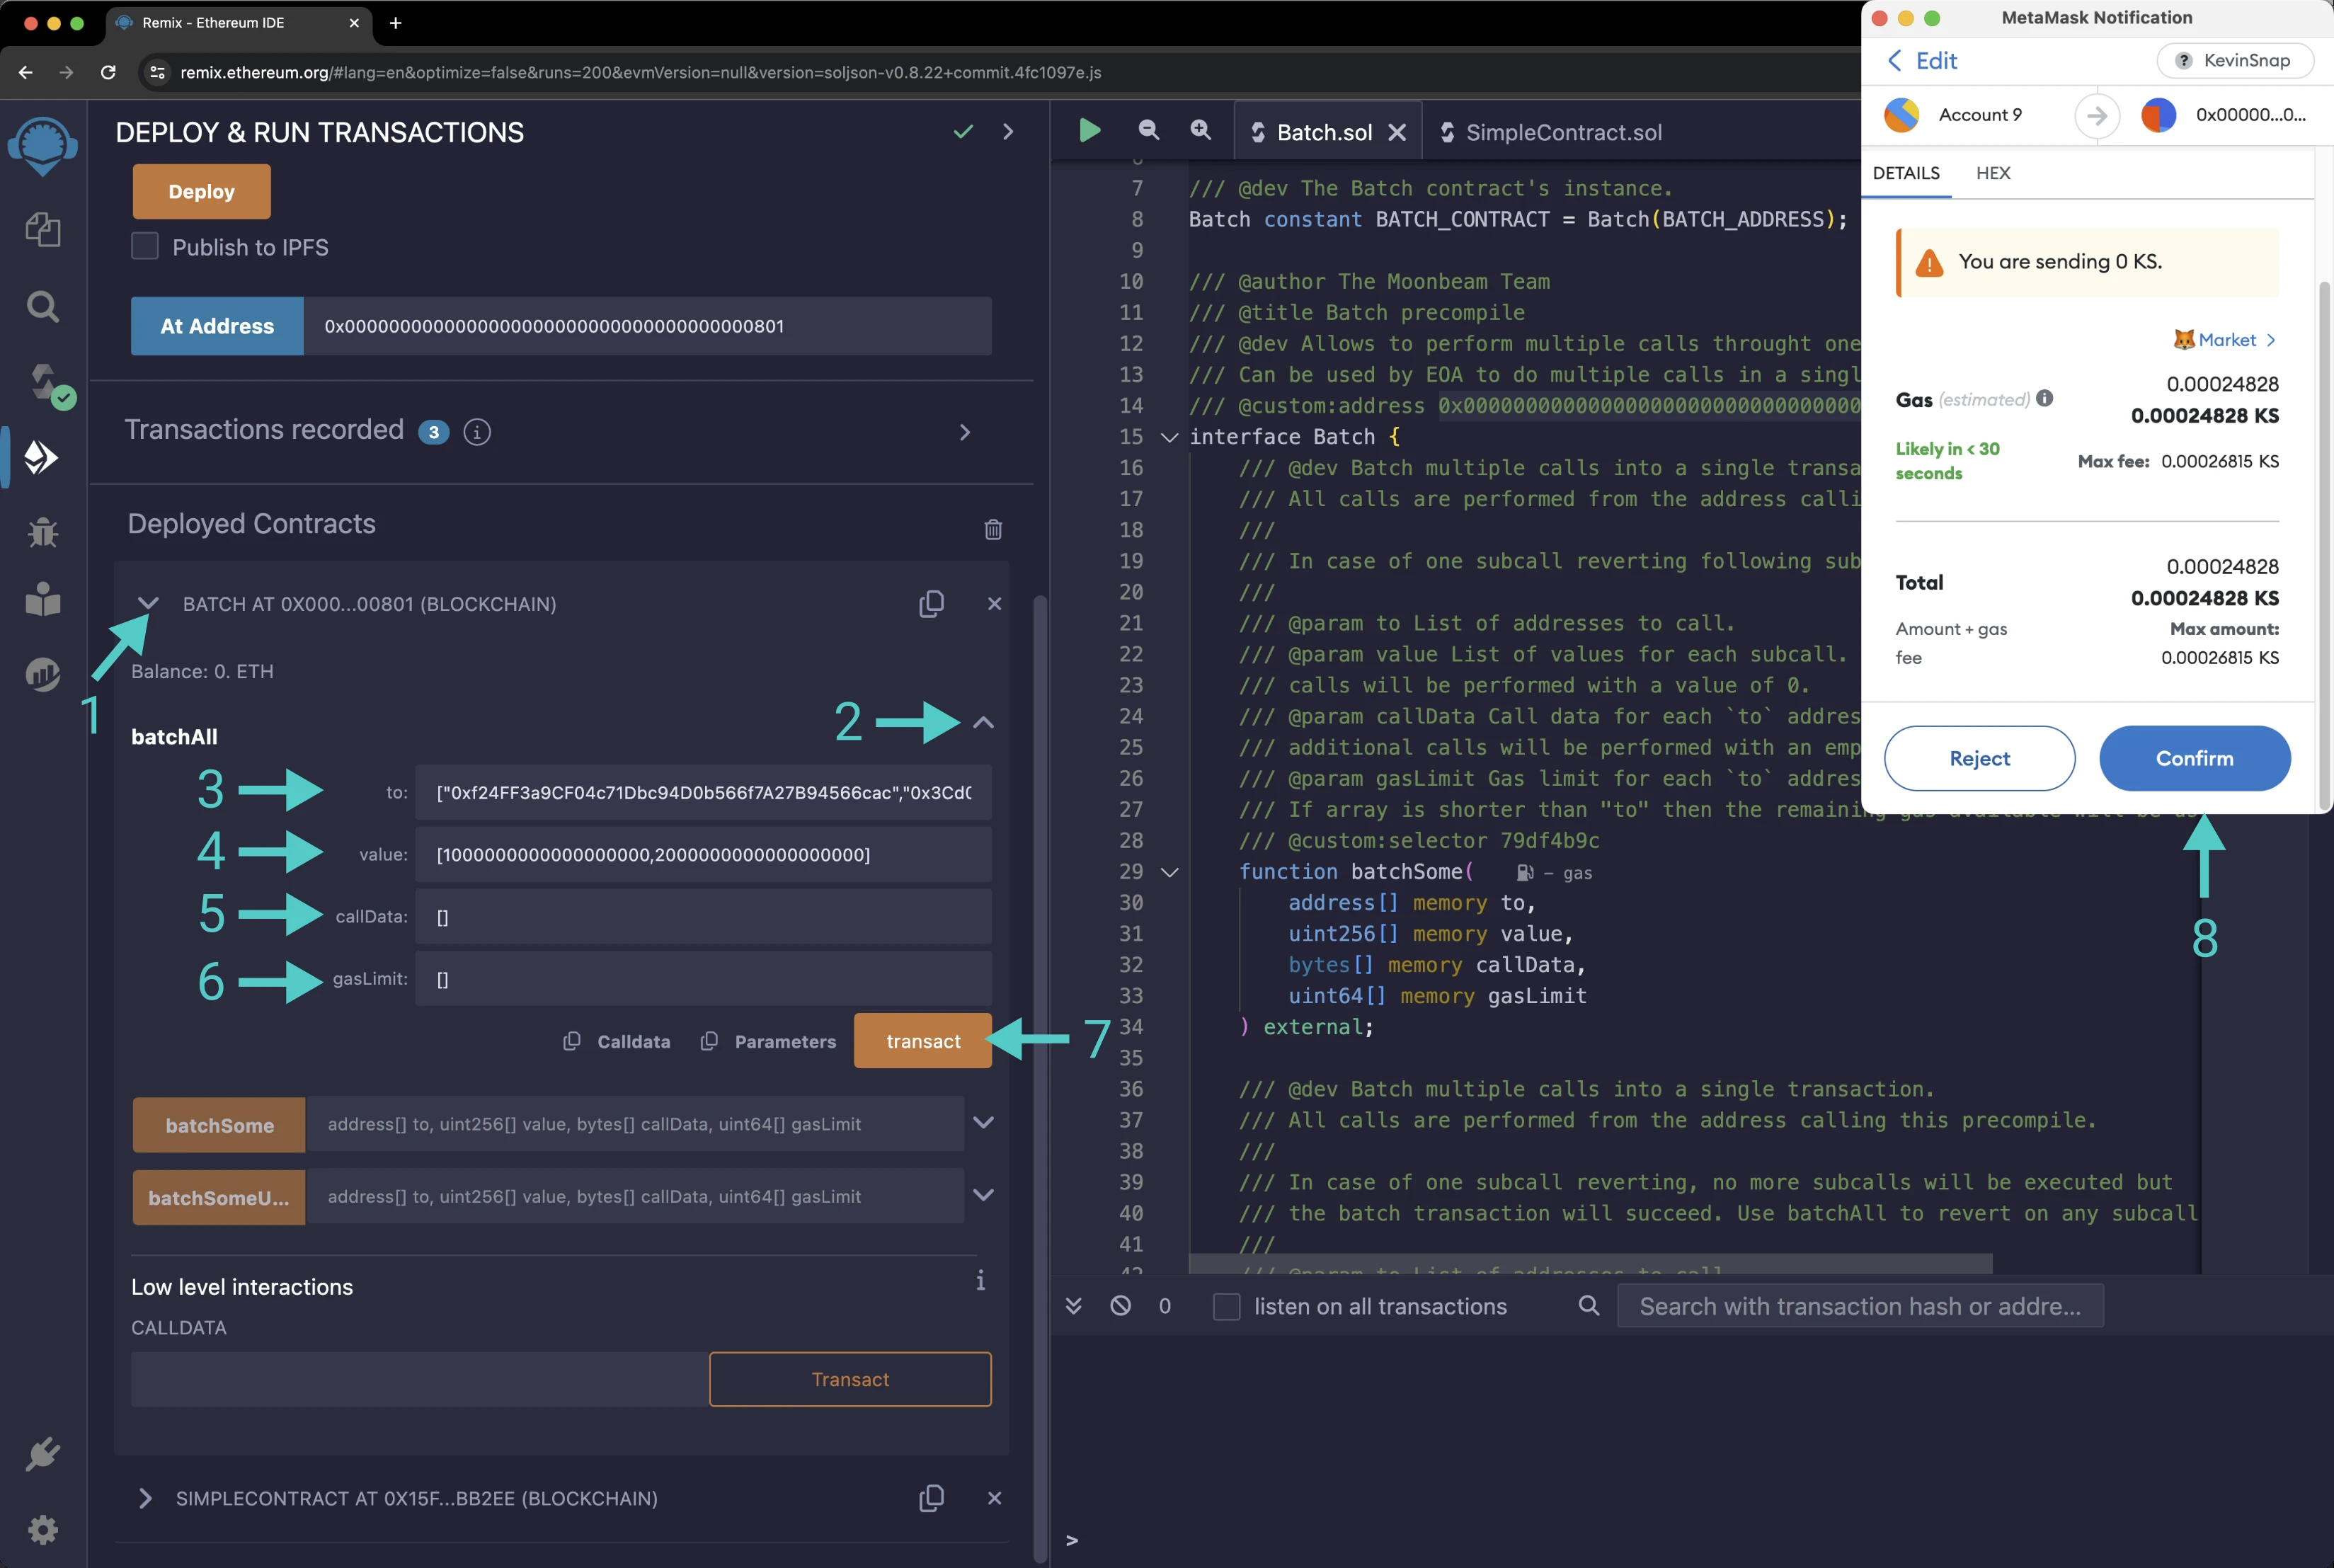 Remix - Ethereum IDE
remix.ethereum.org/#lang=en&optimize=false&runs=200&evmVersion=null&version=soljson-v0.8.22+commit.4fc1097e.js
DEPLOY & RUN TRANSACTIONS
Deploy
Publish to IPFS
At Address 0x0000000000000000000000000000000000000801
Transactions recorded 3 i
Deployed Contracts
BATCH AT 0X000...00801 (BLOCKCHAIN)
1
Balance: 0. ETH
2
batchAll
3 to: ["0xf24FF3a9CF04c71Dbc94D0b566f7A27B94566cac","0x3Cd0
4 value: [1000000000000000000,2000000000000000000]
5 callData: []
6 gasLimit: []
Calldata Parameters transact 7
batchSome address[] to, uint256[] value, bytes[] callData, uint64[] gasLimit
batchSomeU... address[] to, uint256[] value, bytes[] callData, uint64[] gasLimit
Low level interactions i
CALLDATA
Transact
SIMPLECONTRACT AT 0X15F...BB2EE (BLOCKCHAIN)
Batch.sol SimpleContract.sol
7 /// @dev The Batch contract's instance.
8 Batch constant BATCH_CONTRACT = Batch(BATCH_ADDRESS);
9
10 /// @author The Moonbeam Team
11 /// @title Batch precompile
12 /// @dev Allows to perform multiple calls throught one
13 /// Can be used by EOA to do multiple calls in a singl
14 /// @custom:address 0x00000000000000000000000000000000
15 interface Batch {
16 /// @dev Batch multiple calls into a single transa
17 /// All calls are performed from the address calli
18 ///
19 /// In case of one subcall reverting following sub
20 ///
21 /// @param to List of addresses to call.
22 /// @param value List of values for each subcall.
23 /// calls will be performed with a value of 0.
24 /// @param callData Call data for each `to` addres
25 /// additional calls will be performed with an emp
26 /// @param gasLimit Gas limit for each `to` addres
27 /// If array is shorter than "to" then the remaining gas available will be us
28 /// @custom:selector 79df4b9c
29 function batchSome( – gas
30 address[] memory to,
31 uint256[] memory value,
32 bytes[] memory callData,
33 uint64[] memory gasLimit
34 ) external;
35
36 /// @dev Batch multiple calls into a single transaction.
37 /// All calls are performed from the address calling this precompile.
38 ///
39 /// In case of one subcall reverting, no more subcalls will be executed but
40 /// the batch transaction will succeed. Use batchAll to revert on any subcall
41 ///
42 /// @param to List of addresses to call
0 listen on all transactions Search with transaction hash or addre...
>
MetaMask Notification
Edit ? KevinSnap
Account 9 0x00000...0...
DETAILS HEX
You are sending 0 KS.
Market >
0.00024828
Gas (estimated) i 0.00024828 KS
Likely in < 30
seconds
Max fee: 0.00026815 KS
0.00024828
Total 0.00024828 KS
Amount + gas
fee
Max amount:
0.00026815 KS
Reject Confirm
8